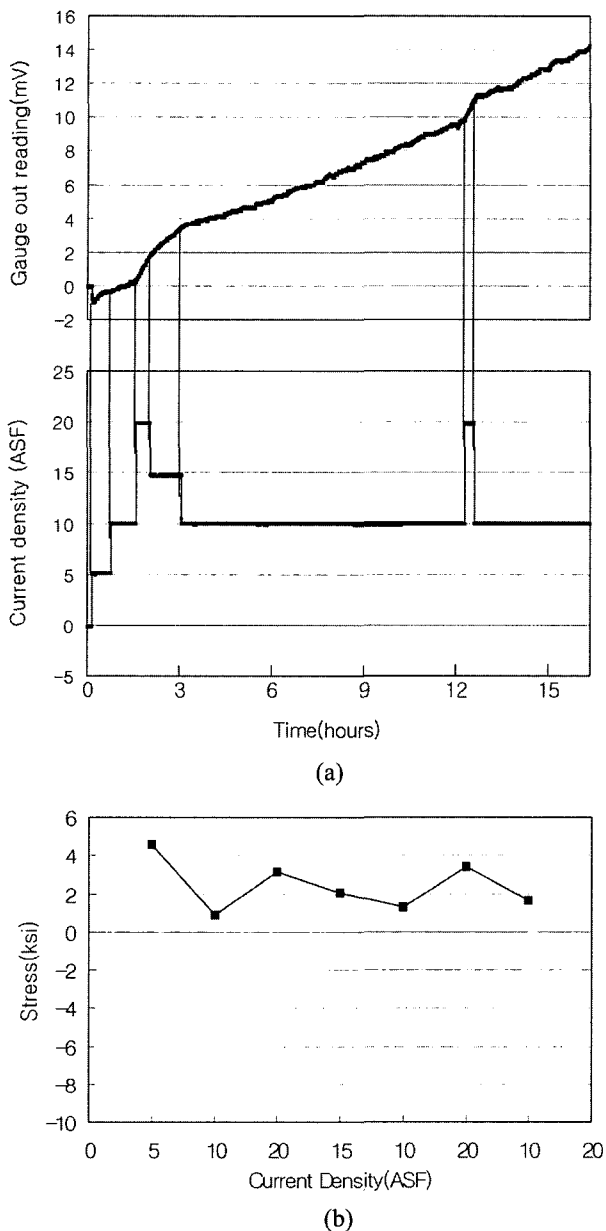 Gauge out reading(mV)
16
14
12
10
8
6
4
2
0
-2
Current density (ASF)
25
20
15
10
5
0
-5
0 3 6 9 12 15
Time(hours)
(a)
Stress(ksi)
6
4
2
0
-2
-4
-6
-8
-10
0 5 10 20 15 10 20 10 20
Current Density(ASF)
(b)